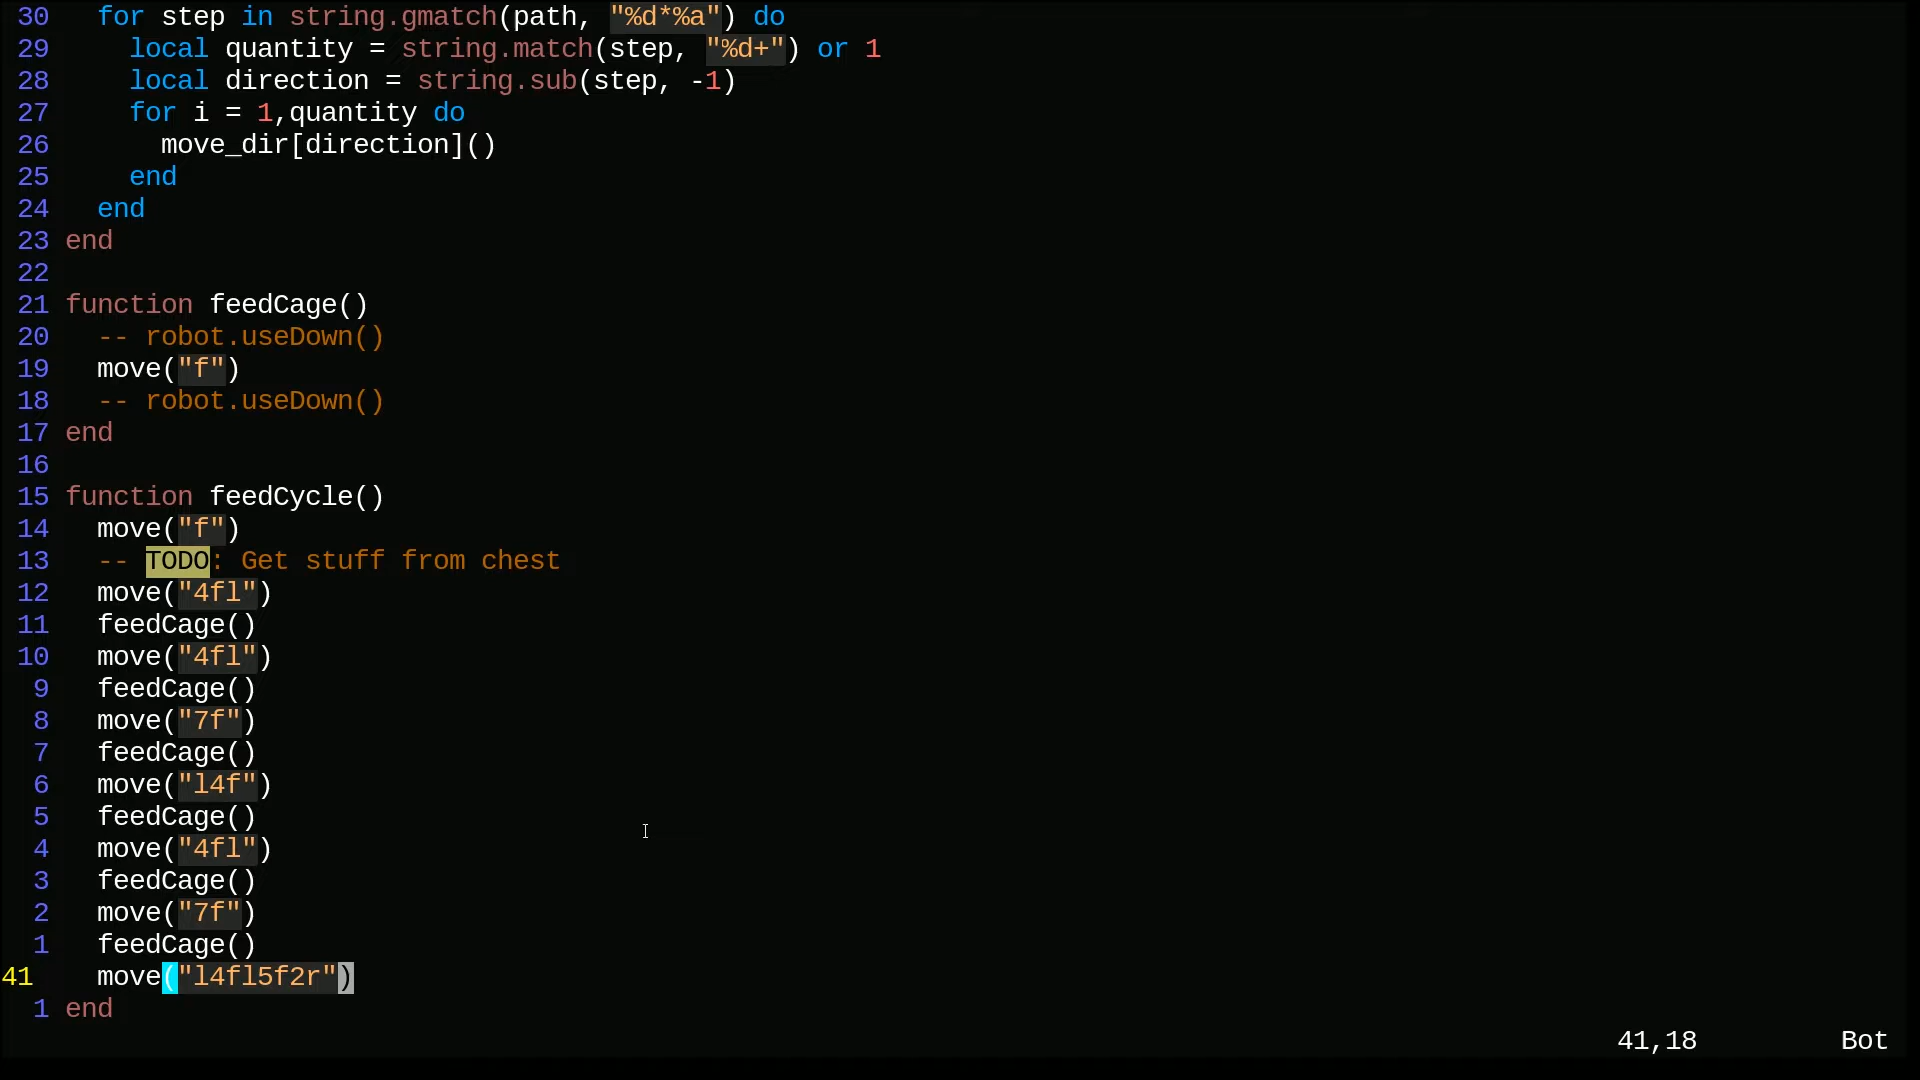 30   for step in string.gmatch(path, "%d*%a") do
29     local quantity = string.match(step, "%d+") or 1
28     local direction = string.sub(step, -1)
27     for i = 1,quantity do
26       move_dir[direction]()
25     end
24   end
23 end
22
21 function feedCage()
20   -- robot.useDown()
19   move("f")
18   -- robot.useDown()
17 end
16
15 function feedCycle()
14   move("f")
13   -- TODO: Get stuff from chest
12   move("4fl")
11   feedCage()
10   move("4fl")
9   feedCage()
8   move("7f")
7   feedCage()
6   move("l4f")
5   feedCage()
4   move("4fl")
3   feedCage()
2   move("7f")
1   feedCage()
41   move("l4fl5f2r")
1 end
41,18 Bot